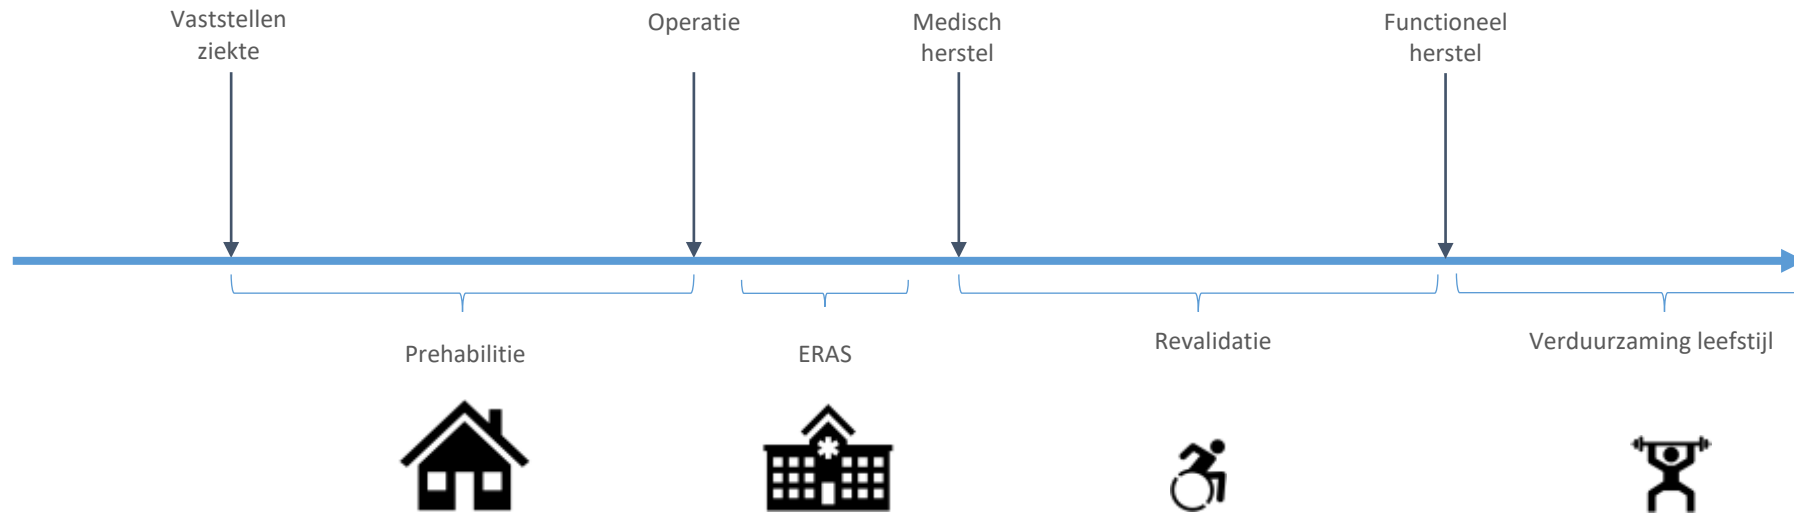 Vaststellen
ziekte
Operatie
Medisch
herstel
Functioneel
herstel
Prehabilitie
ERAS
Revalidatie
Verduurzaming leefstijl